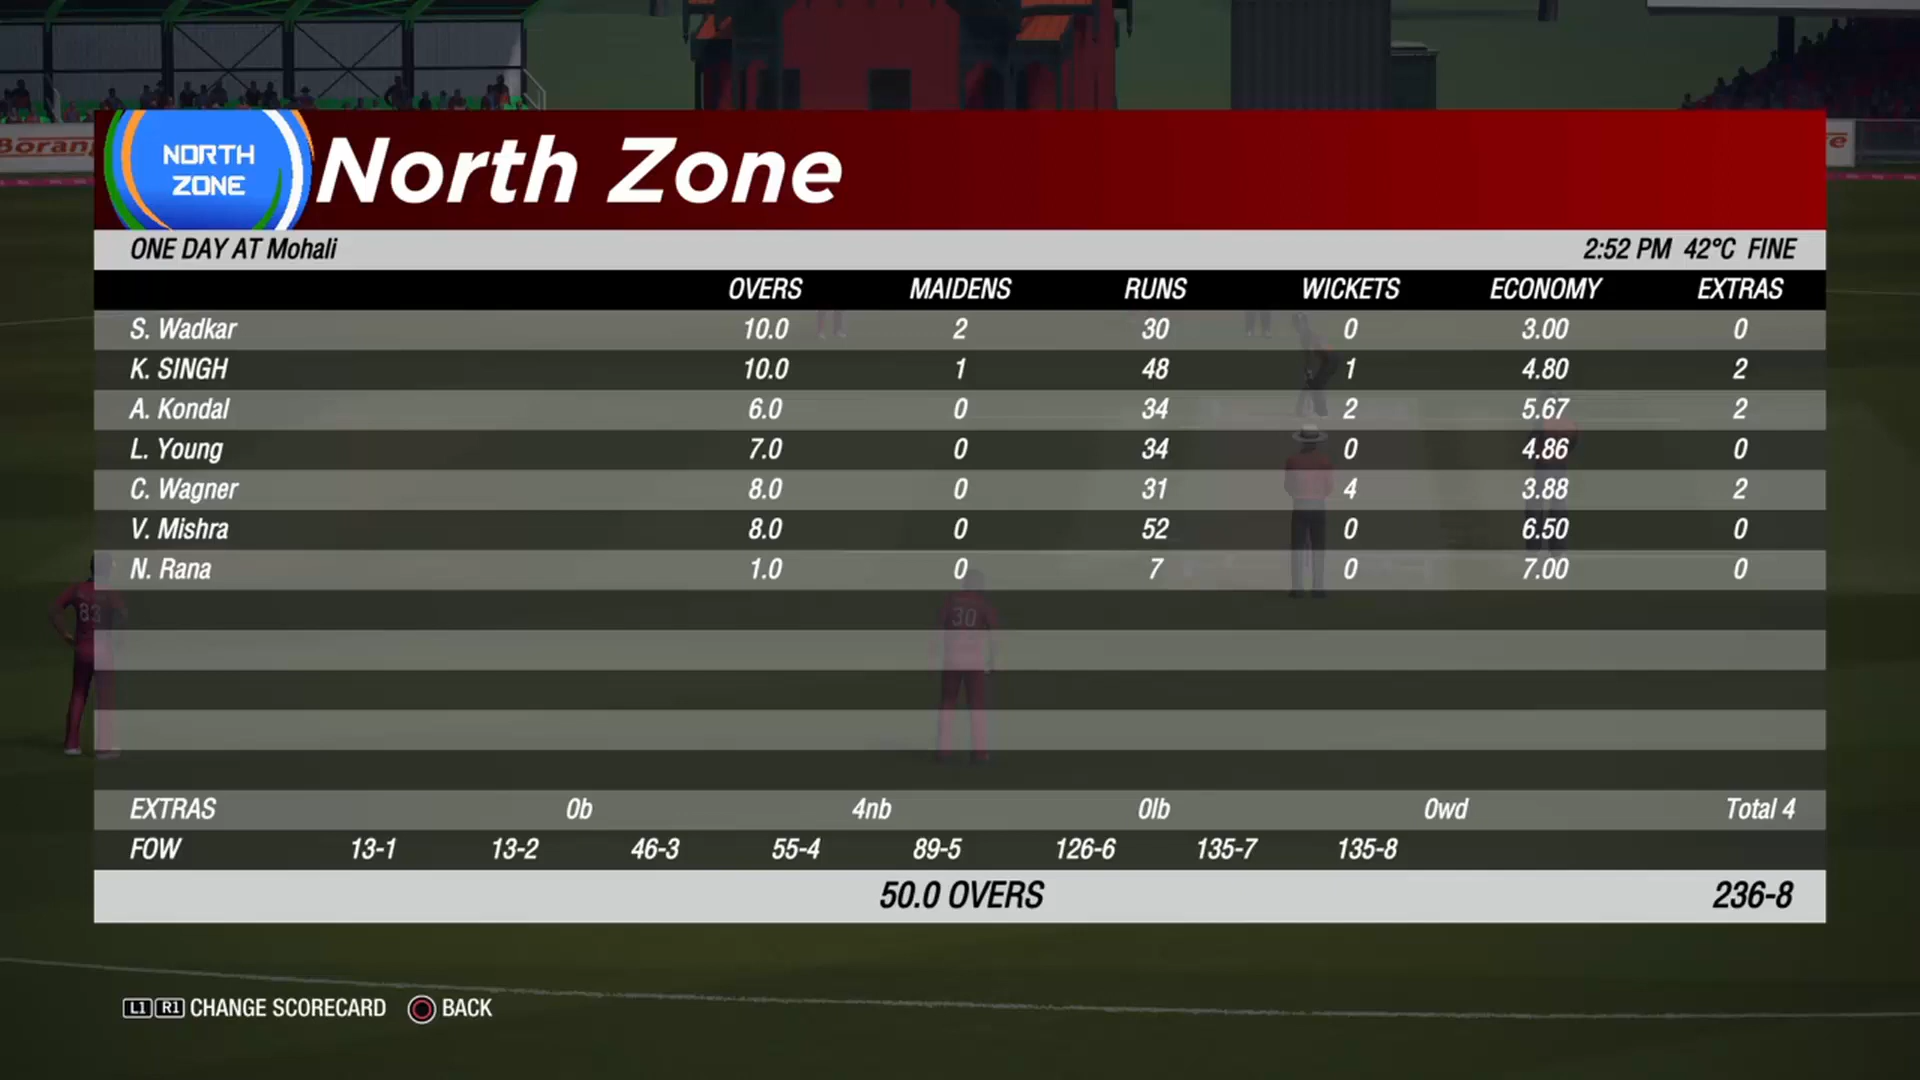 Boran
NORTH
ZONE
North Zone
ONE DAY AT Mohali 2:52 PM 42°C FINE
OVERS MAIDENS RUNS WICKETS ECONOMY EXTRAS
S. Wadkar 10.0 2 30 0 3.00 0
K. SINGH 10.0 1 48 1 4.80 2
A. Kondal 6.0 0 34 2 5.67 2
L. Young 7.0 0 34 0 4.86 0
C. Wagner 8.0 0 31 4 3.88 2
V. Mishra 8.0 0 52 0 6.50 0
N. Rana 1.0 0 7 0 7.00 0
83
30
EXTRAS 0b 4nb 0lb 0wd Total 4
FOW 13-1 13-2 46-3 55-4 89-5 126-6 135-7 135-8
50.0 OVERS 236-8
L1 R1 CHANGE SCORECARD BACK